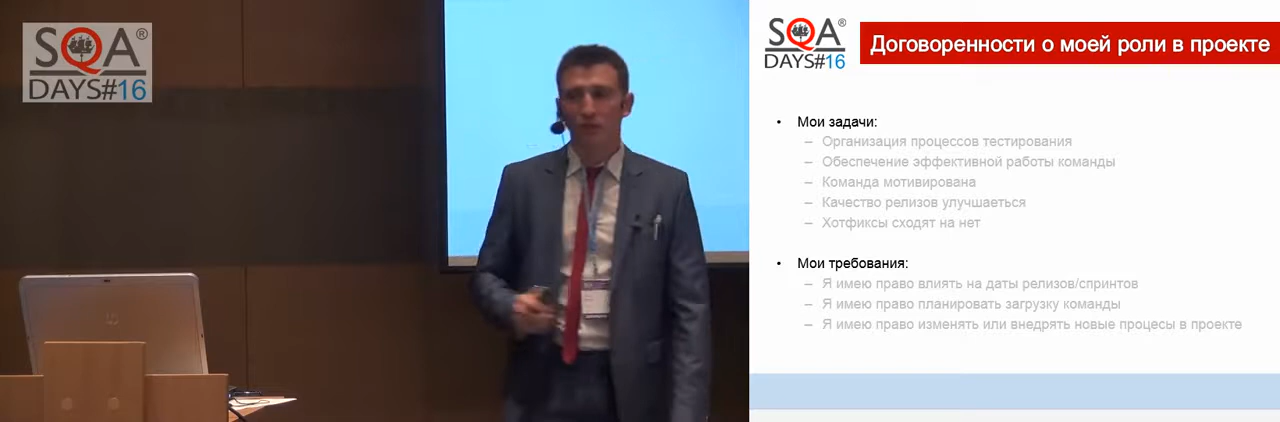 SQA®
DAYS#16
SQA®
DAYS#16
Договоренности о моей роли в проекте
• Мои задачи:
– Организация процессов тестирования
– Обеспечение эффективной работы команды
– Команда мотивирована
– Качество релизов улучшаеться
– Хотфиксы сходят на нет
• Мои требования:
– Я имею право влиять на даты релизов/спринтов
– Я имею право планировать загрузку команды
– Я имею право изменять или внедрять новые процесы в проекте